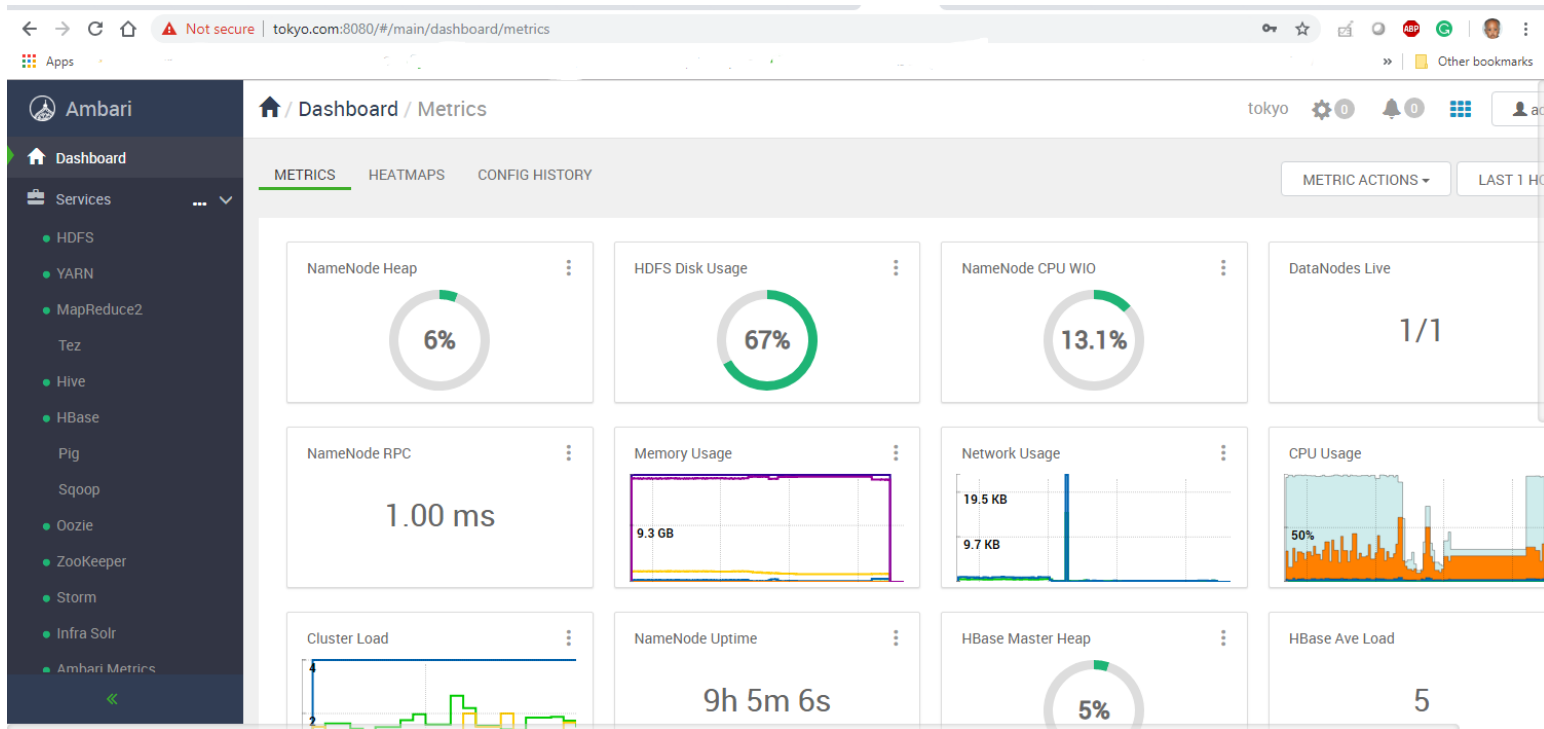 Not secure | tokyo.com:8080/#/main/dashboard/metrics
ABP
G
Apps
» Other bookmarks
Ambari
/ Dashboard / Metrics
tokyo 0 0
Dashboard
METRICS HEATMAPS CONFIG HISTORY
METRIC ACTIONS LAST 1 HO
Services ...
HDFS
YARN
MapReduce2
Tez
Hive
HBase
Pig
Sqoop
Oozie
ZooKeeper
Storm
Infra Solr
Ambari Metrics
«
NameNode Heap
6%
HDFS Disk Usage
67%
NameNode CPU WIO
13.1%
DataNodes Live
1/1
NameNode RPC
1.00 ms
Memory Usage
9.3 GB
Network Usage
19.5 KB
9.7 KB
CPU Usage
50%
Cluster Load
4
2
NameNode Uptime
9h 5m 6s
HBase Master Heap
5%
HBase Ave Load
5